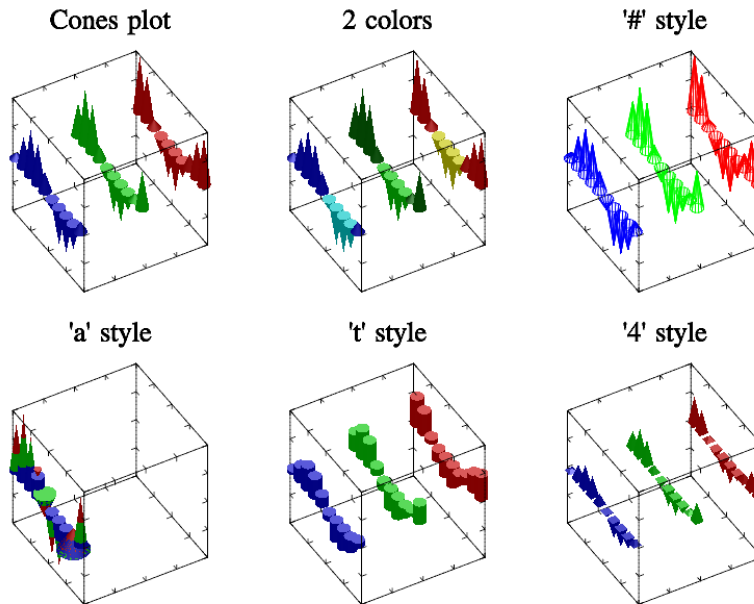 Cones plot
2 colors
'#' style
'a' style
't' style
'4' style